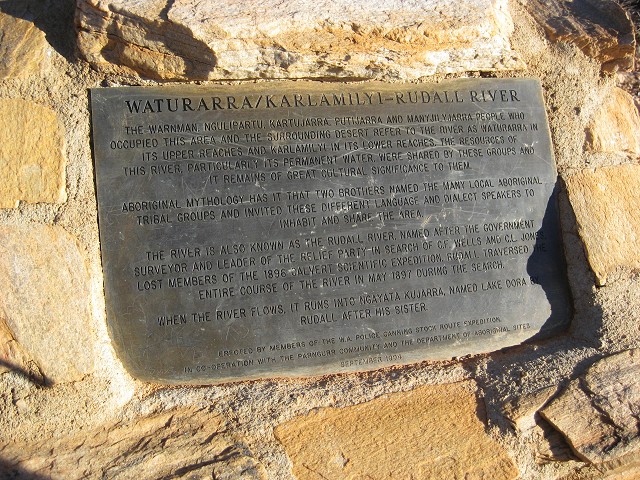 WATURARRA/KARLAMILYI-RUDALL RIVER
THE WARNMAN, NGULIPARTU, KARTUJARRA, PUTIJARRA AND MANYJILYJARRA PEOPLE WHO
OCCUPIED THIS AREA AND THE SURROUNDING DESERT REFER TO THE RIVER AS WATURARRA IN
ITS UPPER REACHES AND KARLAMILYI IN ITS LOWER REACHES. THE RESOURCES OF
THIS RIVER, PARTICULARLY ITS PERMANENT WATER, WERE SHARED BY THESE GROUPS AND
IT REMAINS OF GREAT CULTURAL SIGNIFICANCE TO THEM.
ABORIGINAL MYTHOLOGY HAS IT THAT TWO BROTHERS NAMED THE MANY LOCAL ABORIGINAL
TRIBAL GROUPS AND INVITED THESE DIFFERENT LANGUAGE AND DIALECT SPEAKERS TO
INHABIT AND SHARE THE AREA.
THE RIVER IS ALSO KNOWN AS THE RUDALL RIVER, NAMED AFTER THE GOVERNMENT
SURVEYOR AND LEADER OF THE RELIEF PARTY IN SEARCH OF C.F. WELLS AND C.L. JONES
LOST MEMBERS OF THE 1896 CALVERT SCIENTIFIC EXPEDITION. RUDALL TRAVERSED
ENTIRE COURSE OF THE RIVER IN MAY 1897 DURING THE SEARCH.
WHEN THE RIVER FLOWS, IT RUNS INTO NGAYATA KUJARRA, NAMED LAKE DORA BY
RUDALL AFTER HIS SISTER.
ERECTED BY MEMBERS OF THE W.A. POLICE CANNING STOCK ROUTE EXPEDITION
IN CO-OPERATION WITH THE PARNGURR COMMUNITY AND THE DEPARTMENT OF ABORIGINAL SITES
SEPTEMBER 1994